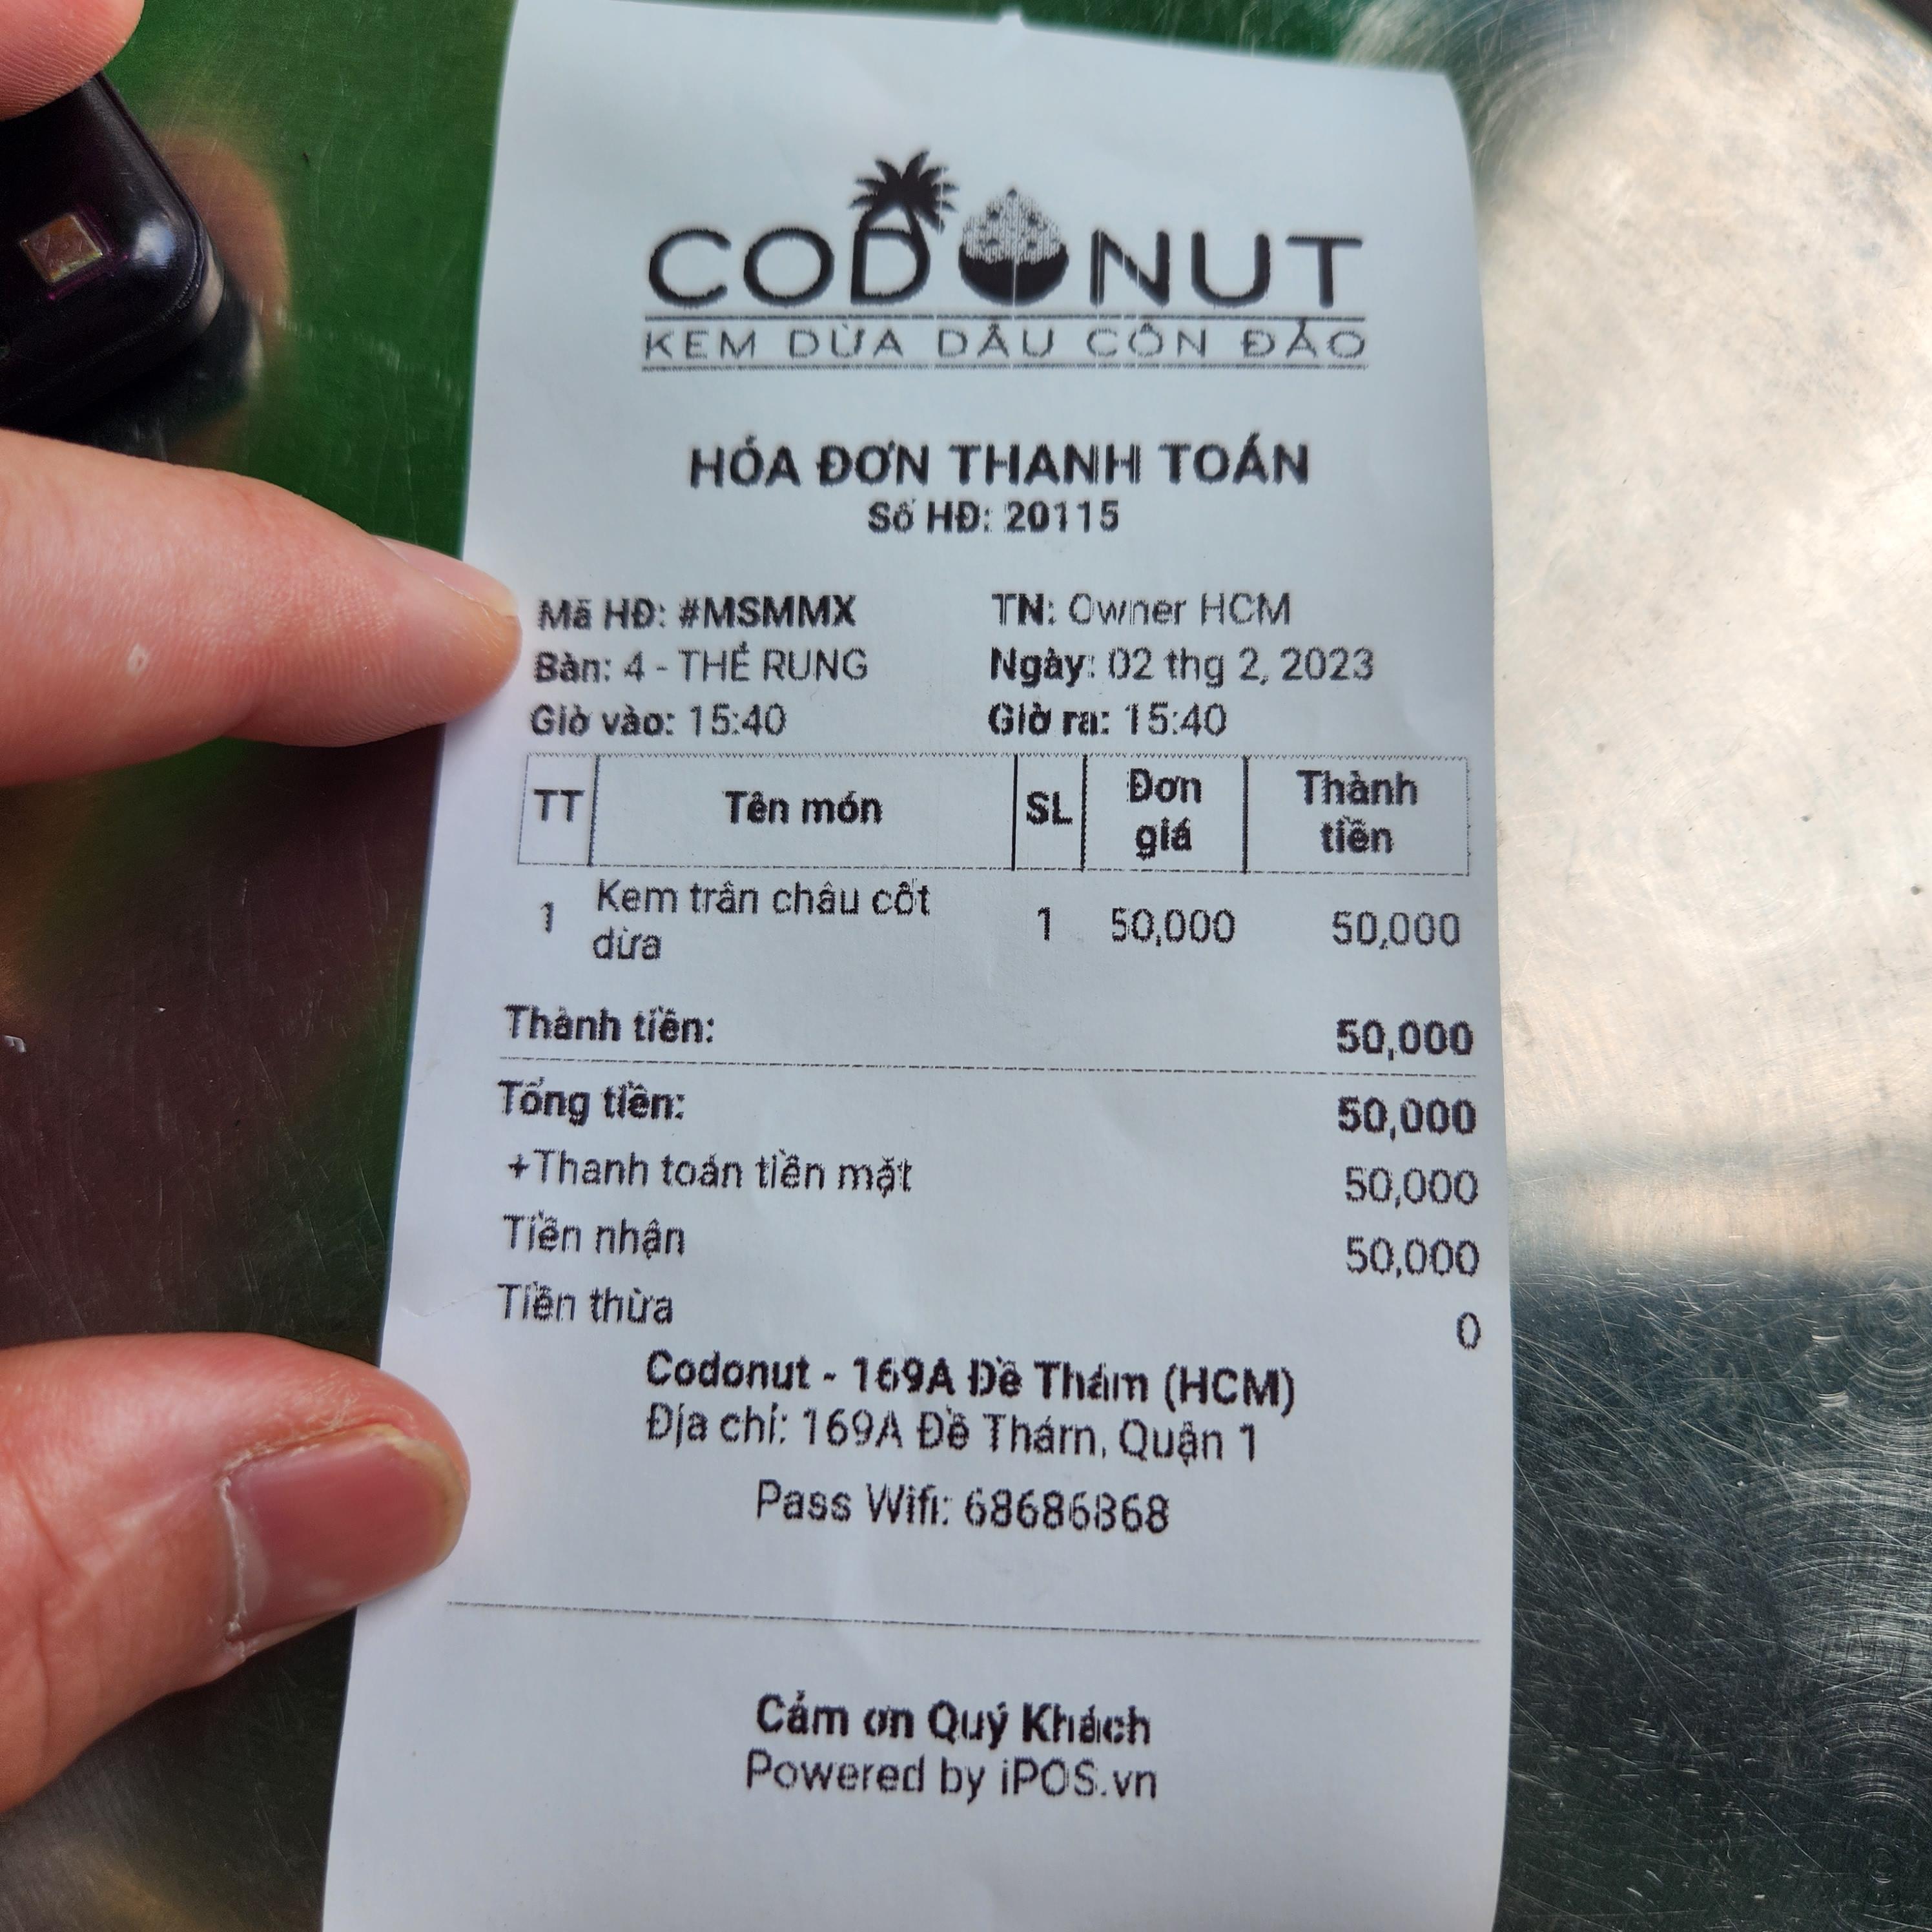 CODONUT
KEM DỪA DẦU CÔN ĐẢO
HÓA ĐƠN THANH TOÁN
Số HĐ: 20115
Mã HĐ: #MSMMX TN: Owner HCM
Bàn: 4 - THẺ RUNG Ngày: 02 thg 2, 2023
Giờ vào: 15:40 Giờ ra: 15:40
TT Tên món SL Đơn giá Thành tiền
1 Kem trân châu cốt dừa 1 50,000 50,000
Thành tiền: 50,000
Tổng tiền: 50,000
+Thanh toán tiền mặt 50,000
Tiền nhận 50,000
Tiền thừa 0
Codonut - 169A Đề Thám (HCM)
Địa chỉ: 169A Đề Thám, Quận 1
Pass Wifi: 68686868
Cảm ơn Quý Khách
Powered by iPOS.vn